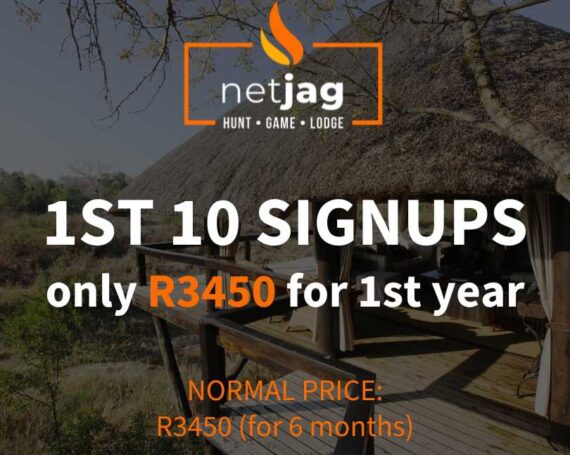 netjag
HUNT • GAME • LODGE
1ST 10 SIGNUPS
only R3450 for 1st year
NORMAL PRICE:
R3450 (for 6 months)